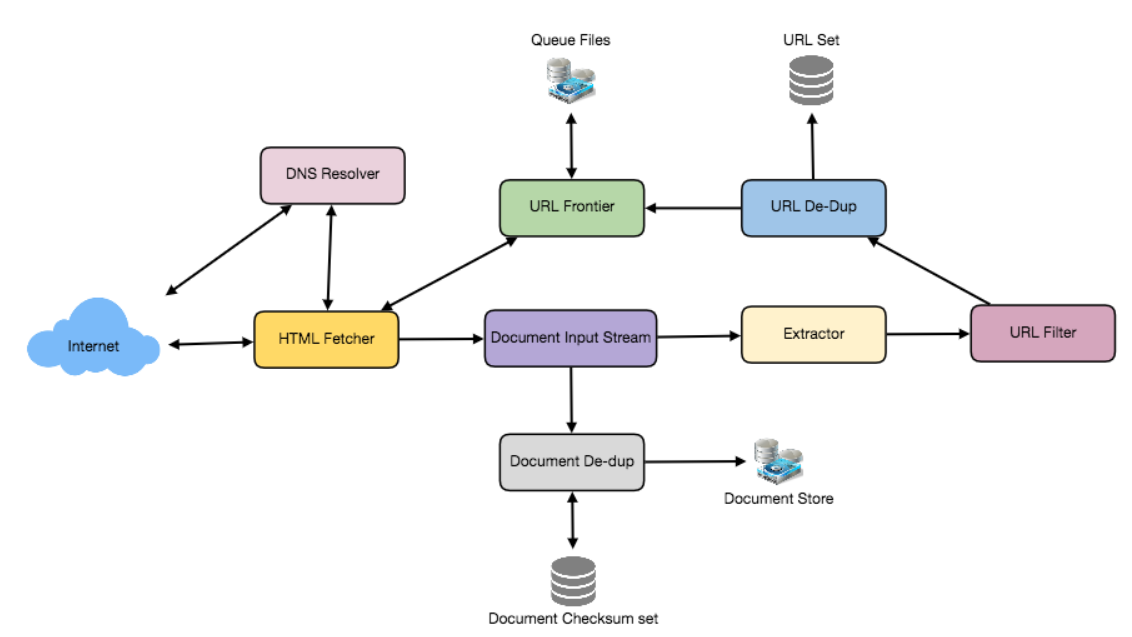 Queue Files
URL Set
DNS Resolver
URL Frontier
URL De-Dup
Internet
HTML Fetcher
Document Input Stream
Extractor
URL Filter
Document De-dup
Document Store
Document Checksum set